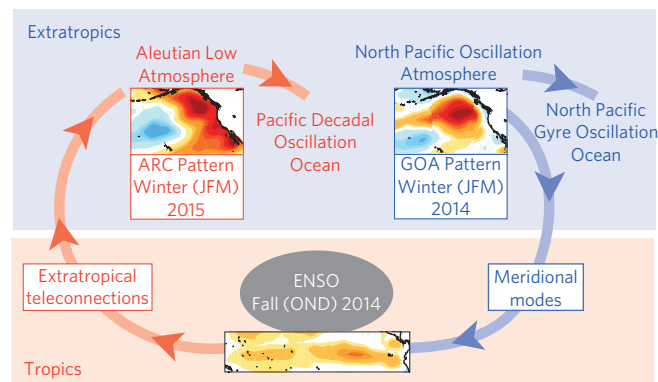 Extratropics
Aleutian Low
Atmosphere
North Pacific Oscillation
Atmosphere
Pacific Decadal
Oscillation
Ocean
North Pacific
Gyre Oscillation
Ocean
ARC Pattern
Winter (JFM)
2015
GOA Pattern
Winter (JFM)
2014
Extratropical
teleconnections
ENSO
Fall (OND) 2014
Meridional
modes
Tropics